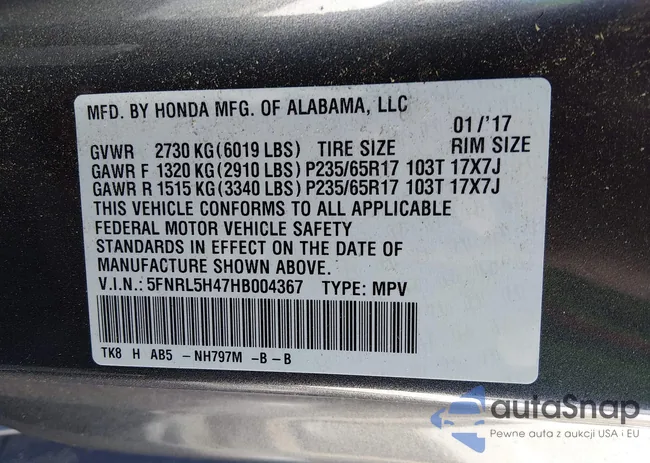 MFD. BY HONDA MFG. OF ALABAMA, LLC
01/'17
GVWR 2730 KG (6019 LBS) TIRE SIZE RIM SIZE
GAWR F 1320 KG (2910 LBS) P235/65R17 103T 17X7J
GAWR R 1515 KG (3340 LBS) P235/65R17 103T 17X7J
THIS VEHICLE CONFORMS TO ALL APPLICABLE
FEDERAL MOTOR VEHICLE SAFETY
STANDARDS IN EFFECT ON THE DATE OF
MANUFACTURE SHOWN ABOVE.
V.I.N.: 5FNRL5H47HB004367 TYPE: MPV
TK8 H AB5 - NH797M -B - B
autaSnap
Pewne auta z aukcji USA i EU